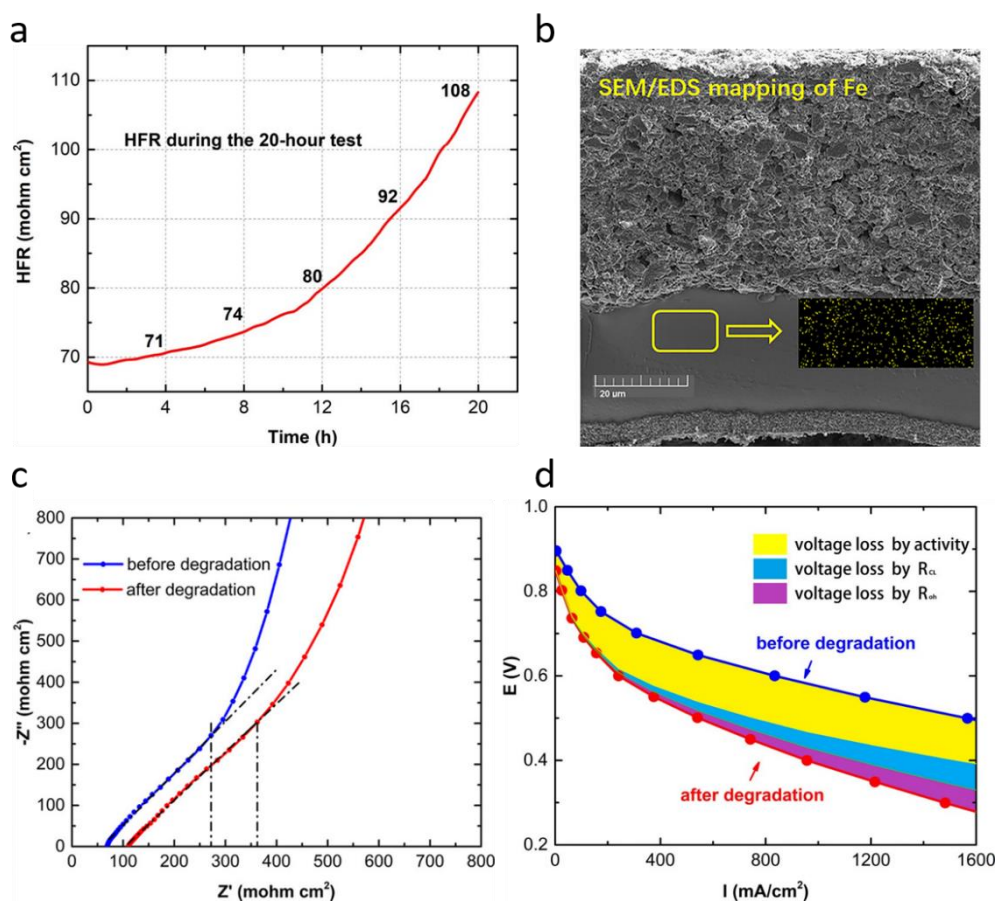 a
HFR (mohm cm²)
110
100
90
80
70
HFR during the 20-hour test
71
74
80
92
108
0 4 8 12 16 20
Time (h)
b
SEM/EDS mapping of Fe
20 μm
c
-Z'' (mohm cm²)
800
700
600
500
400
300
200
100
0
before degradation
after degradation
0 100 200 300 400 500 600 700 800
Z' (mohm cm²)
d
E (V)
1.0
0.8
0.6
0.4
0.2
voltage loss by activity
voltage loss by R_CL
voltage loss by R_oh
before degradation
after degradation
0 400 800 1200 1600
I (mA/cm²)